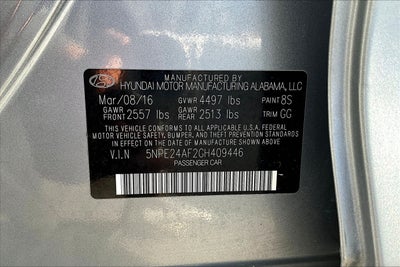 MANUFACTURED BY
HYUNDAI MOTOR MANUFACTURING ALABAMA, LLC
Mar/08/16 GVWR 4497 lbs PAINT 8S
GAWR FRONT 2557 lbs GAWR REAR 2513 lbs TRIM GG
THIS VEHICLE CONFORMS TO ALL APPLICABLE U.S.A. FEDERAL
MOTOR VEHICLE SAFETY, BUMPER, AND THEFT PREVENTION STANDARDS
IN EFFECT ON THE DATE OF MANUFACTURE SHOWN ABOVE.
V.I.N 5NPE24AF2GH409446
PASSENGER CAR